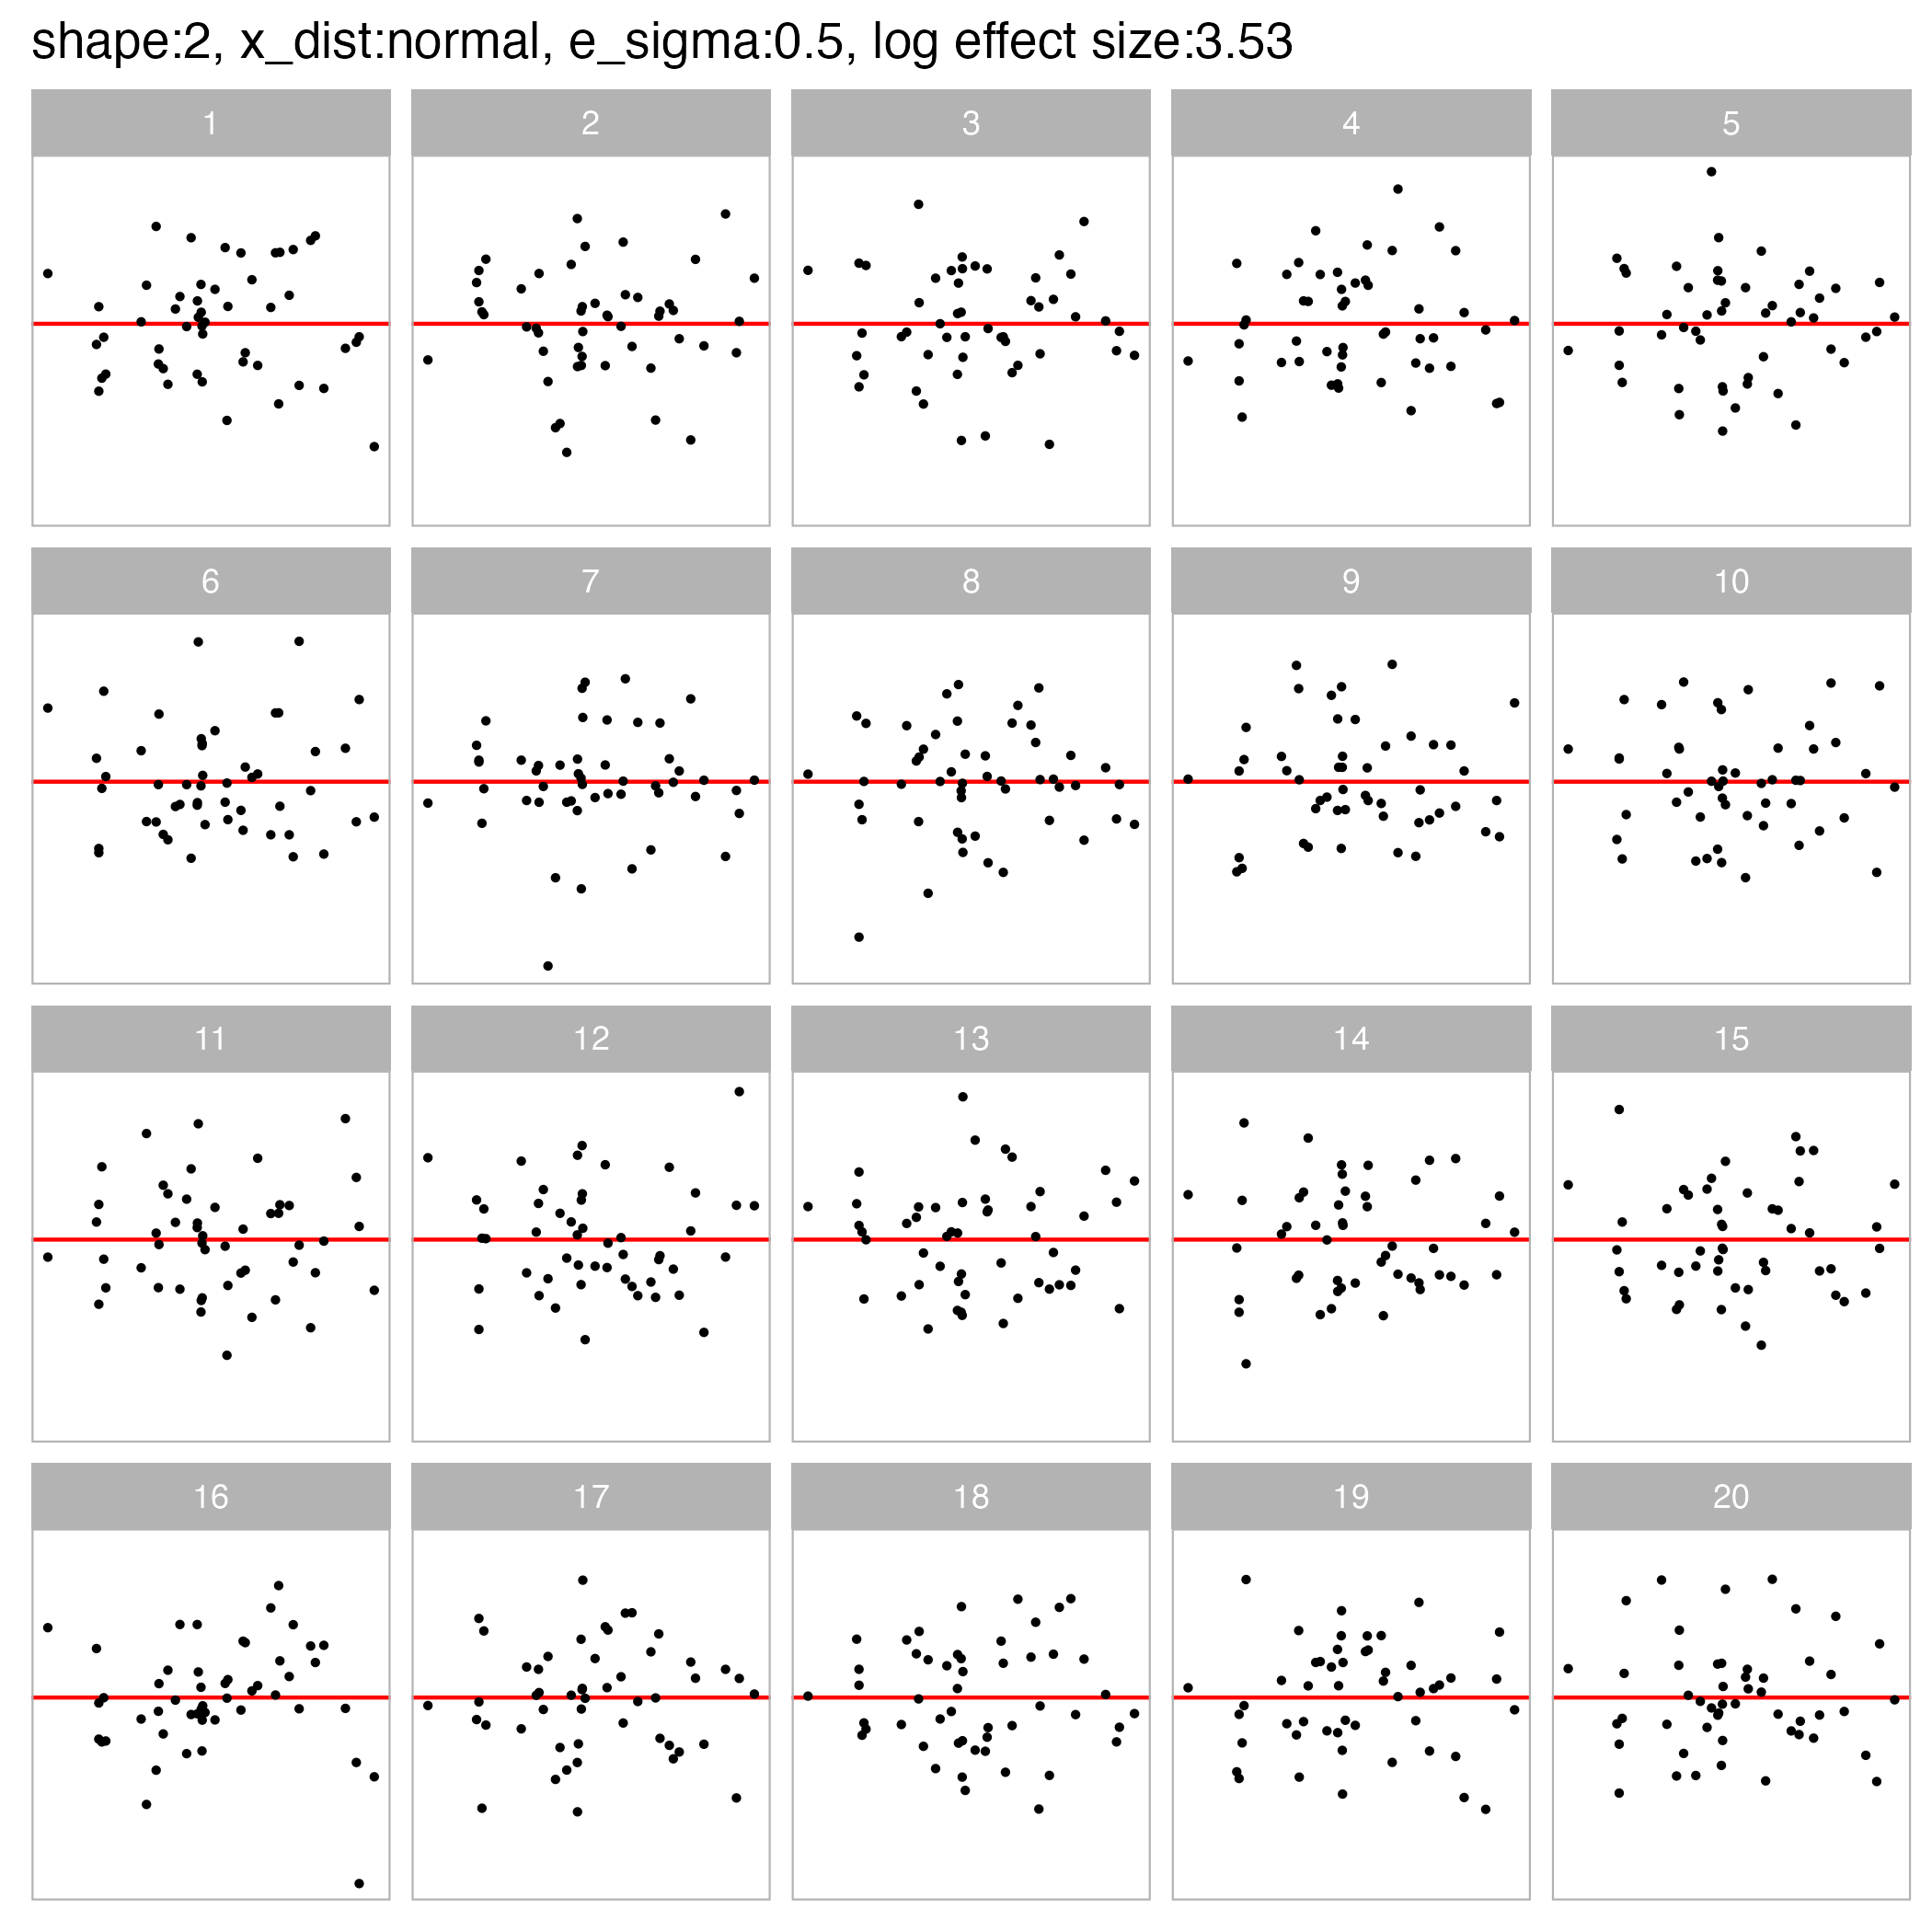 shape:2, x_dist:normal, e_sigma:0.5, log effect size:3.53
1 2 3 4 5
6 7 8 9 10
11 12 13 14 15
16 17 18 19 20